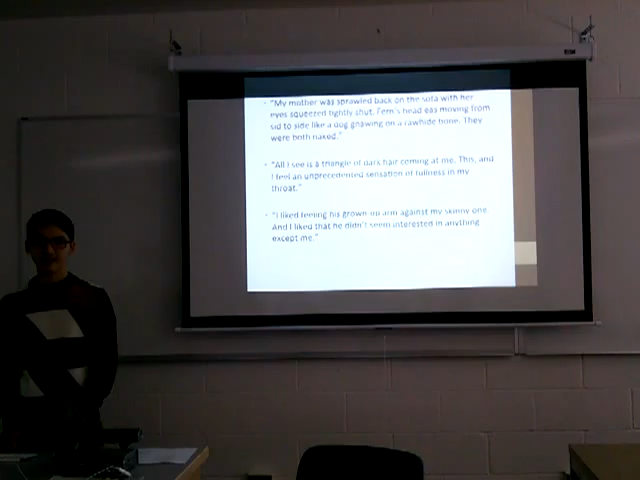 - "My mother was sprawled back on the sofa with her
eyes squeezed tightly shut. Fern's head eas moving from
sid to side like a dog gnawing on a rawhide bone. They
were both naked."
- "All I see is a triangle of dark hair coming at me. This, and
I feel an unprecedented sensation of fullness in my
throat."
- "I liked feeling his grown up arm against my skinny one.
And I liked that he didn't seem interested in anything
except me."